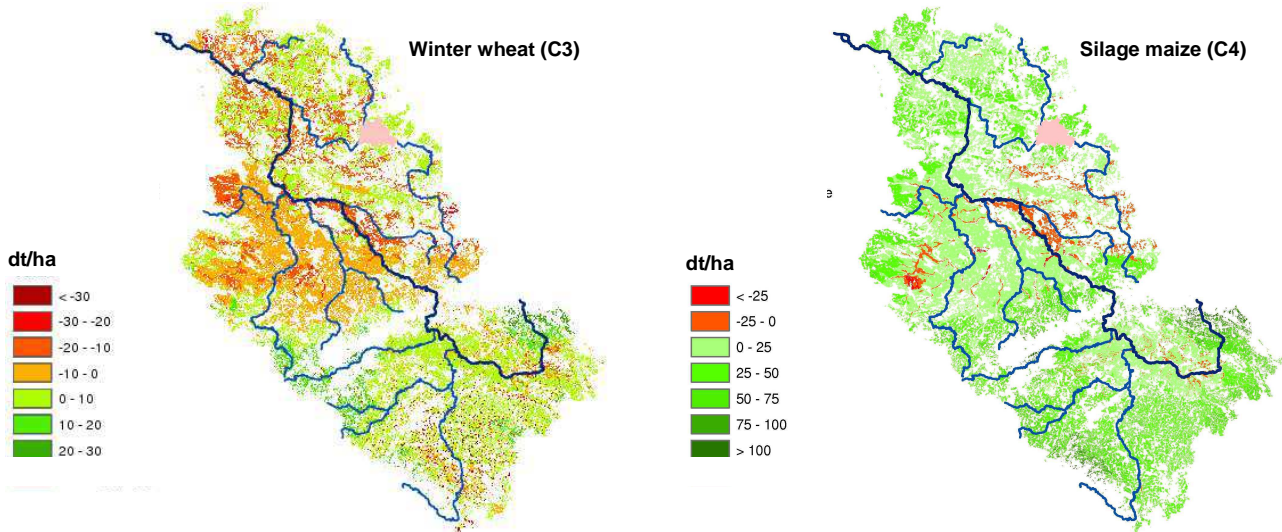 Winter wheat (C3)
dt/ha
< -30
-30 - -20
-20 - -10
-10 - 0
0 - 10
10 - 20
20 - 30
Silage maize (C4)
e
dt/ha
< -25
-25 - 0
0 - 25
25 - 50
50 - 75
75 - 100
> 100